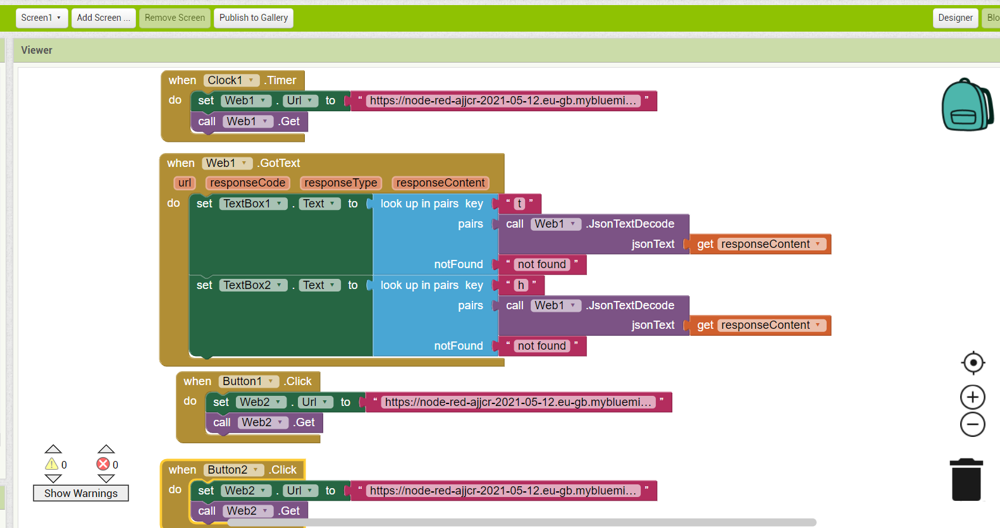 Screen1 Add Screen ... Remove Screen Publish to Gallery Designer Blo
Viewer
when Clock1 .Timer
do set Web1 . Url to “ https://node-red-ajjcr-2021-05-12.eu-gb.mybluemi... ”
call Web1 .Get
when Web1 .GotText
url responseCode responseType responseContent
do set TextBox1 . Text to look up in pairs key “ t ”
pairs call Web1 .JsonTextDecode
jsonText get responseContent
notFound “ not found ”
set TextBox2 . Text to look up in pairs key “ h ”
pairs call Web1 .JsonTextDecode
jsonText get responseContent
notFound “ not found ”
when Button1 .Click
do set Web2 . Url to “ https://node-red-ajjcr-2021-05-12.eu-gb.mybluemi... ”
call Web2 .Get
when Button2 .Click
do set Web2 . Url to “ https://node-red-ajjcr-2021-05-12.eu-gb.mybluemi... ”
call Web2 .Get
0 0
Show Warnings